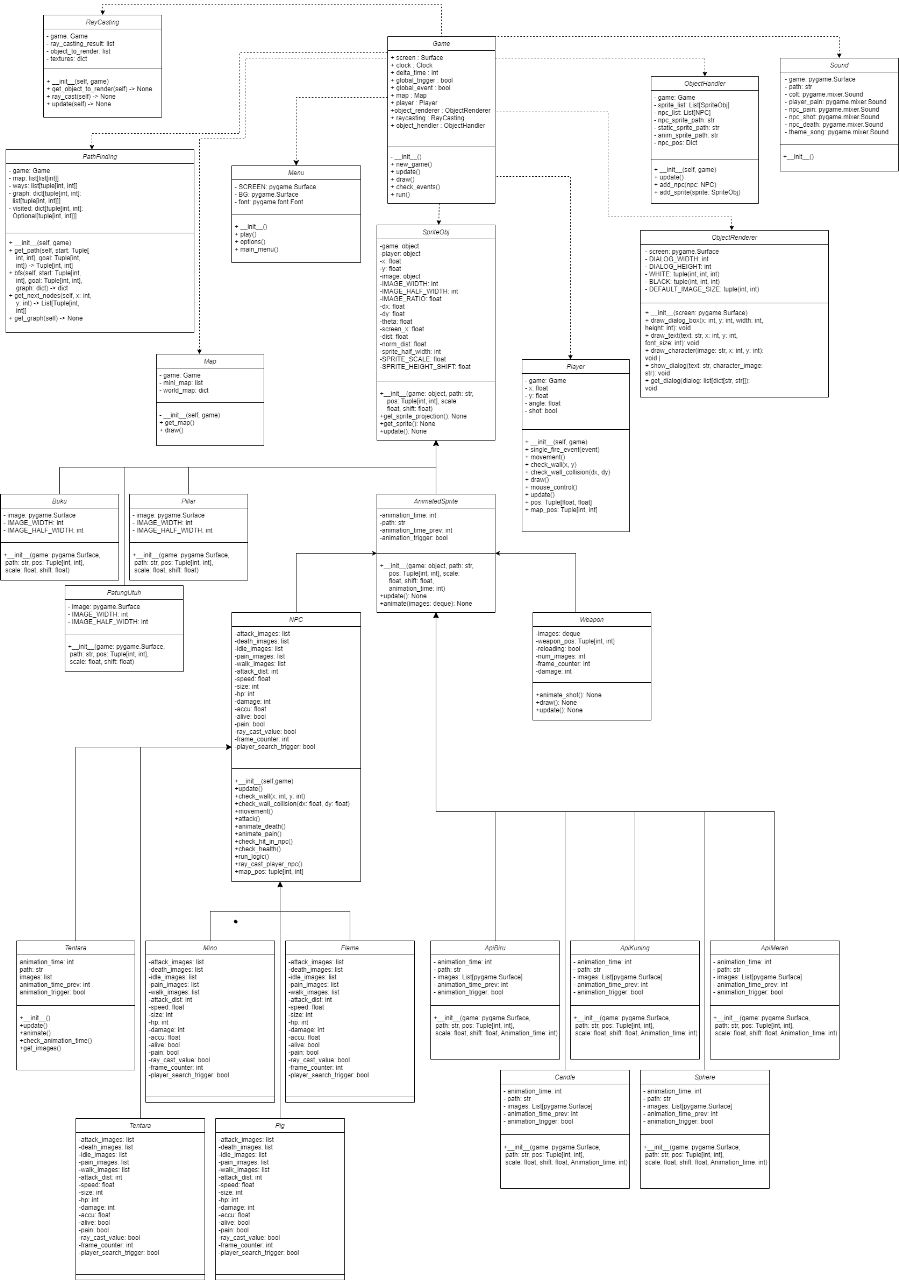 RayCasting
- game: Game
- ray_casting_result: list
- object_to_render: list
- textures: dict
+ __init__(self, game)
+ get_object_to_render(self) -> None
+ ray_cast(self) -> None
+ update(self) -> None
Game
+ screen : Surface
+ clock : Clock
+ delta_time : int
+ global_trigger : bool
+ global_event : bool
+ map : Map
+ player : Player
+object_renderer : ObjectRenderer
+ raycasting : RayCasting
+ object_hendler : ObjectHandler
- __init__()
+ new_game()
+ update()
+ draw()
+ check_events()
+ run()
ObjectHandler
- game: Game
- sprite_list: List[SpriteObj]
- npc_list: List[NPC]
- npc_sprite_path: str
- static_sprite_path: str
- anim_sprite_path: str
- npc_pos: Dict
+ __init__(self, game)
+ update()
+ add_npc(npc: NPC)
+ add_sprite(sprite: SpriteObj)
Sound
- game: pygame.Surface
- path: str
- colt: pygame.mixer.Sound
- player_pain: pygame.mixer.Sound
- npc_pain: pygame.mixer.Sound
- npc_shot: pygame.mixer.Sound
- npc_death: pygame.mixer.Sound
- theme_song: pygame.mixer.Sound
+__init__()
PathFinding
- game: Game
- map: list[list[int]]
- ways: list[tuple[int, int]]
- graph: dict[tuple[int, int]:
list[tuple[int, int]]]
- visited: dict[tuple[int, int]:
Optional[tuple[int, int]]]
+ __init__(self, game)
+ get_path(self, start: Tuple[
int, int], goal: Tuple[int,
int]) -> Tuple[int, int]
+ bfs(self, start: Tuple[int,
int], goal: Tuple[int, int],
graph: dict) -> dict
+ get_next_nodes(self, x: int,
y: int) -> List[Tuple[int,
int]]
+ get_graph(self) -> None
Menu
- SCREEN: pygame.Surface
- BG: pygame.Surface
- font: pygame.font.Font
+ __init__()
+ play()
+ options()
+ main_menu()
SpriteObj
-game: object
-player: object
-x: float
-y: float
-image: object
-IMAGE_WIDTH: int
-IMAGE_HALF_WIDTH: int
-IMAGE_RATIO: float
-dx: float
-dy: float
-theta: float
-screen_x: float
-dist: float
-norm_dist: float
-sprite_half_width: int
-SPRITE_SCALE: float
-SPRITE_HEIGHT_SHIFT: float
+__init__(game: object, path: str,
pos: Tuple[int, int], scale:
float, shift: float)
+get_sprite_projection(): None
+get_sprite(): None
+update(): None
ObjectRenderer
- screen: pygame.Surface
- DIALOG_WIDTH: int
- DIALOG_HEIGHT: int
- WHITE: tuple(int, int, int)
- BLACK: tuple(int, int, int)
- DEFAULT_IMAGE_SIZE: tuple(int, int)
+ __init__(screen: pygame.Surface)
+ draw_dialog_box(x: int, y: int, width: int,
height: int): void
+ draw_text(text: str, x: int, y: int,
font_size: int): void
+ draw_character(image: str, x: int, y: int):
void
+ show_dialog(text: str, character_image:
str): void
+ get_dialog(dialog: list[dict[str, str]]):
void
Map
- game: Game
- mini_map: list
- world_map: dict
- __init__(self, game)
+ get_map()
+ draw()
Player
- game: Game
- x: float
- y: float
- angle: float
- shot: bool
+ __init__(self, game)
+ single_fire_event(event)
+ movement()
+ check_wall(x, y)
+ check_wall_collision(dx, dy)
+ draw()
+ mouse_control()
+ update()
+ pos: Tuple[float, float]
+ map_pos: Tuple[int, int]
Buku
- image: pygame.Surface
- IMAGE_WIDTH: int
- IMAGE_HALF_WIDTH: int
+__init__(game: pygame.Surface,
path: str, pos: Tuple[int, int],
scale: float, shift: float)
Pillar
- image: pygame.Surface
- IMAGE_WIDTH: int
- IMAGE_HALF_WIDTH: int
+__init__(game: pygame.Surface,
path: str, pos: Tuple[int, int],
scale: float, shift: float)
AnimatedSprite
-animation_time: int
-path: str
-animation_time_prev: int
-animation_trigger: bool
+__init__(game: object, path: str,
pos: Tuple[int, int], scale:
float, shift: float,
animation_time: int)
+update(): None
+animate(images: deque): None
PatungUtuh
- image: pygame.Surface
- IMAGE_WIDTH: int
- IMAGE_HALF_WIDTH: int
+__init__(game: pygame.Surface,
path: str, pos: Tuple[int, int],
scale: float, shift: float)
NPC
-attack_images: list
-death_images: list
-idle_images: list
-pain_images: list
-walk_images: list
-attack_dist: int
-speed: float
-size: int
-hp: int
-damage: int
-accu: float
-alive: bool
-pain: bool
-ray_cast_value: bool
-frame_counter: int
-player_search_trigger: bool
+__init__(self,game)
+update()
+check_wall(x: int, y: int)
+check_wall_collision(dx: float, dy: float)
+movement()
+attack()
+animate_death()
+animate_pain()
+check_hit_in_npc()
+check_health()
+run_logic()
+ray_cast_player_npc()
+map_pos: tuple[int, int]
Weapon
-images: deque
-weapon_pos: Tuple[int, int]
-reloading: bool
-num_images: int
-frame_counter: int
-damage: int
+animate_shot(): None
+draw(): None
+update(): None
Tentara
animation_time: int
path: str
images: list
animation_time_prev: int
animation_trigger: bool
+__init__()
+update()
+animate()
+check_animation_time()
+get_images()
Mino
-attack_images: list
-death_images: list
-idle_images: list
-pain_images: list
-walk_images: list
-attack_dist: int
-speed: float
-size: int
-hp: int
-damage: int
-accu: float
-alive: bool
-pain: bool
-ray_cast_value: bool
-frame_counter: int
-player_search_trigger: bool
Flame
-attack_images: list
-death_images: list
-idle_images: list
-pain_images: list
-walk_images: list
-attack_dist: int
-speed: float
-size: int
-hp: int
-damage: int
-accu: float
-alive: bool
-pain: bool
-ray_cast_value: bool
-frame_counter: int
-player_search_trigger: bool
ApiBiru
- animation_time: int
- path: str
- images: List[pygame.Surface]
- animation_time_prev: int
- animation_trigger: bool
+__init__(game: pygame.Surface,
path: str, pos: Tuple[int, int],
scale: float, shift: float, Animation_time: int)
ApiKuning
- animation_time: int
- path: str
- images: List[pygame.Surface]
- animation_time_prev: int
- animation_trigger: bool
+__init__(game: pygame.Surface,
path: str, pos: Tuple[int, int],
scale: float, shift: float, Animation_time: int)
ApiMerah
- animation_time: int
- path: str
- images: List[pygame.Surface]
- animation_time_prev: int
- animation_trigger: bool
+__init__(game: pygame.Surface,
path: str, pos: Tuple[int, int],
scale: float, shift: float, Animation_time: int)
Candle
- animation_time: int
- path: str
- images: List[pygame.Surface]
- animation_time_prev: int
- animation_trigger: bool
+__init__(game: pygame.Surface,
path: str, pos: Tuple[int, int],
scale: float, shift: float, Animation_time: int)
Sphere
- animation_time: int
- path: str
- images: List[pygame.Surface]
- animation_time_prev: int
- animation_trigger: bool
+__init__(game: pygame.Surface,
path: str, pos: Tuple[int, int],
scale: float, shift: float, Animation_time: int)
Tentara
-attack_images: list
-death_images: list
-idle_images: list
-pain_images: list
-walk_images: list
-attack_dist: int
-speed: float
-size: int
-hp: int
-damage: int
-accu: float
-alive: bool
-pain: bool
-ray_cast_value: bool
-frame_counter: int
-player_search_trigger: bool
Pig
-attack_images: list
-death_images: list
-idle_images: list
-pain_images: list
-walk_images: list
-attack_dist: int
-speed: float
-size: int
-hp: int
-damage: int
-accu: float
-alive: bool
-pain: bool
-ray_cast_value: bool
-frame_counter: int
-player_search_trigger: bool